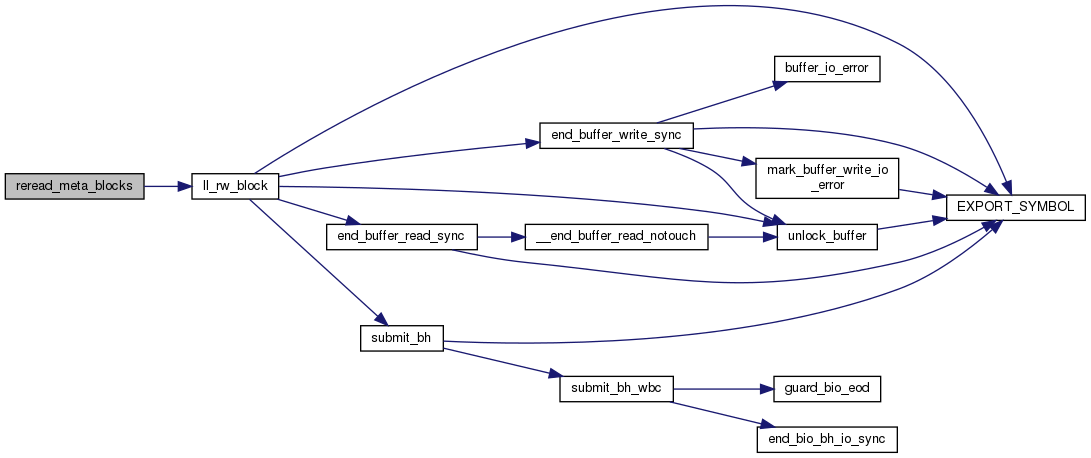 reread_meta_blocks
ll_rw_block
end_buffer_write_sync
buffer_io_error
mark_buffer_write_io
_error
EXPORT_SYMBOL
end_buffer_read_sync
__end_buffer_read_notouch
unlock_buffer
submit_bh
submit_bh_wbc
guard_bio_eod
end_bio_bh_io_sync